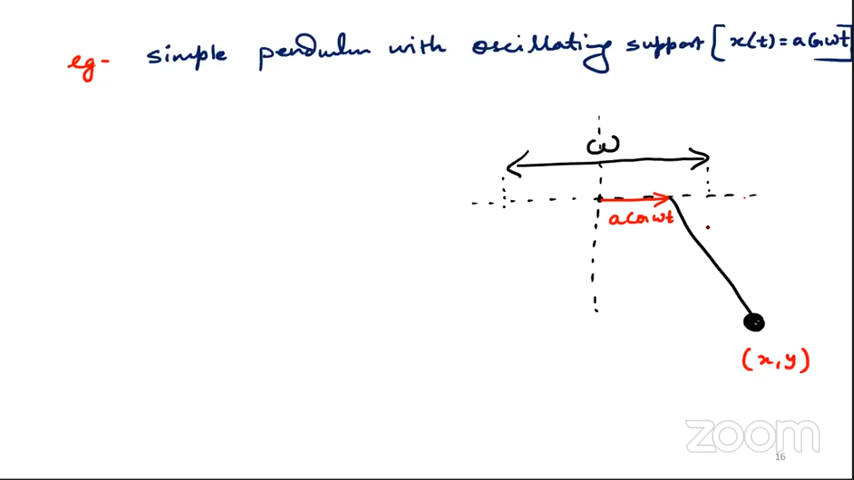 eg- simple pendulum with oscillating support [x(t) = a cos ωt]
ω
a cos ωt
(x, y)
zoom
16